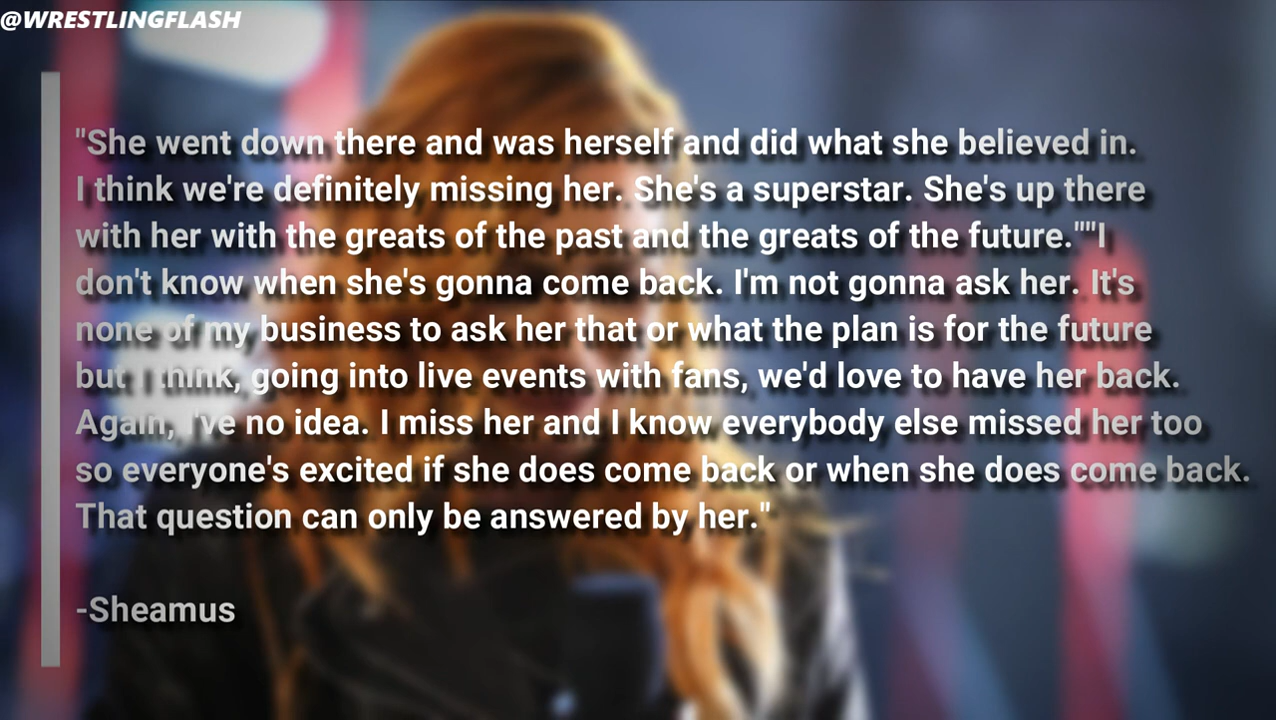 @WRESTLINGFLASH
"She went down there and was herself and did what she believed in.
I think we're definitely missing her. She's a superstar. She's up there
with her with the greats of the past and the greats of the future.""I
don't know when she's gonna come back. I'm not gonna ask her. It's
none of my business to ask her that or what the plan is for the future
but I think, going into live events with fans, we'd love to have her back.
Again, I've no idea. I miss her and I know everybody else missed her too
so everyone's excited if she does come back or when she does come back.
That question can only be answered by her."
-Sheamus